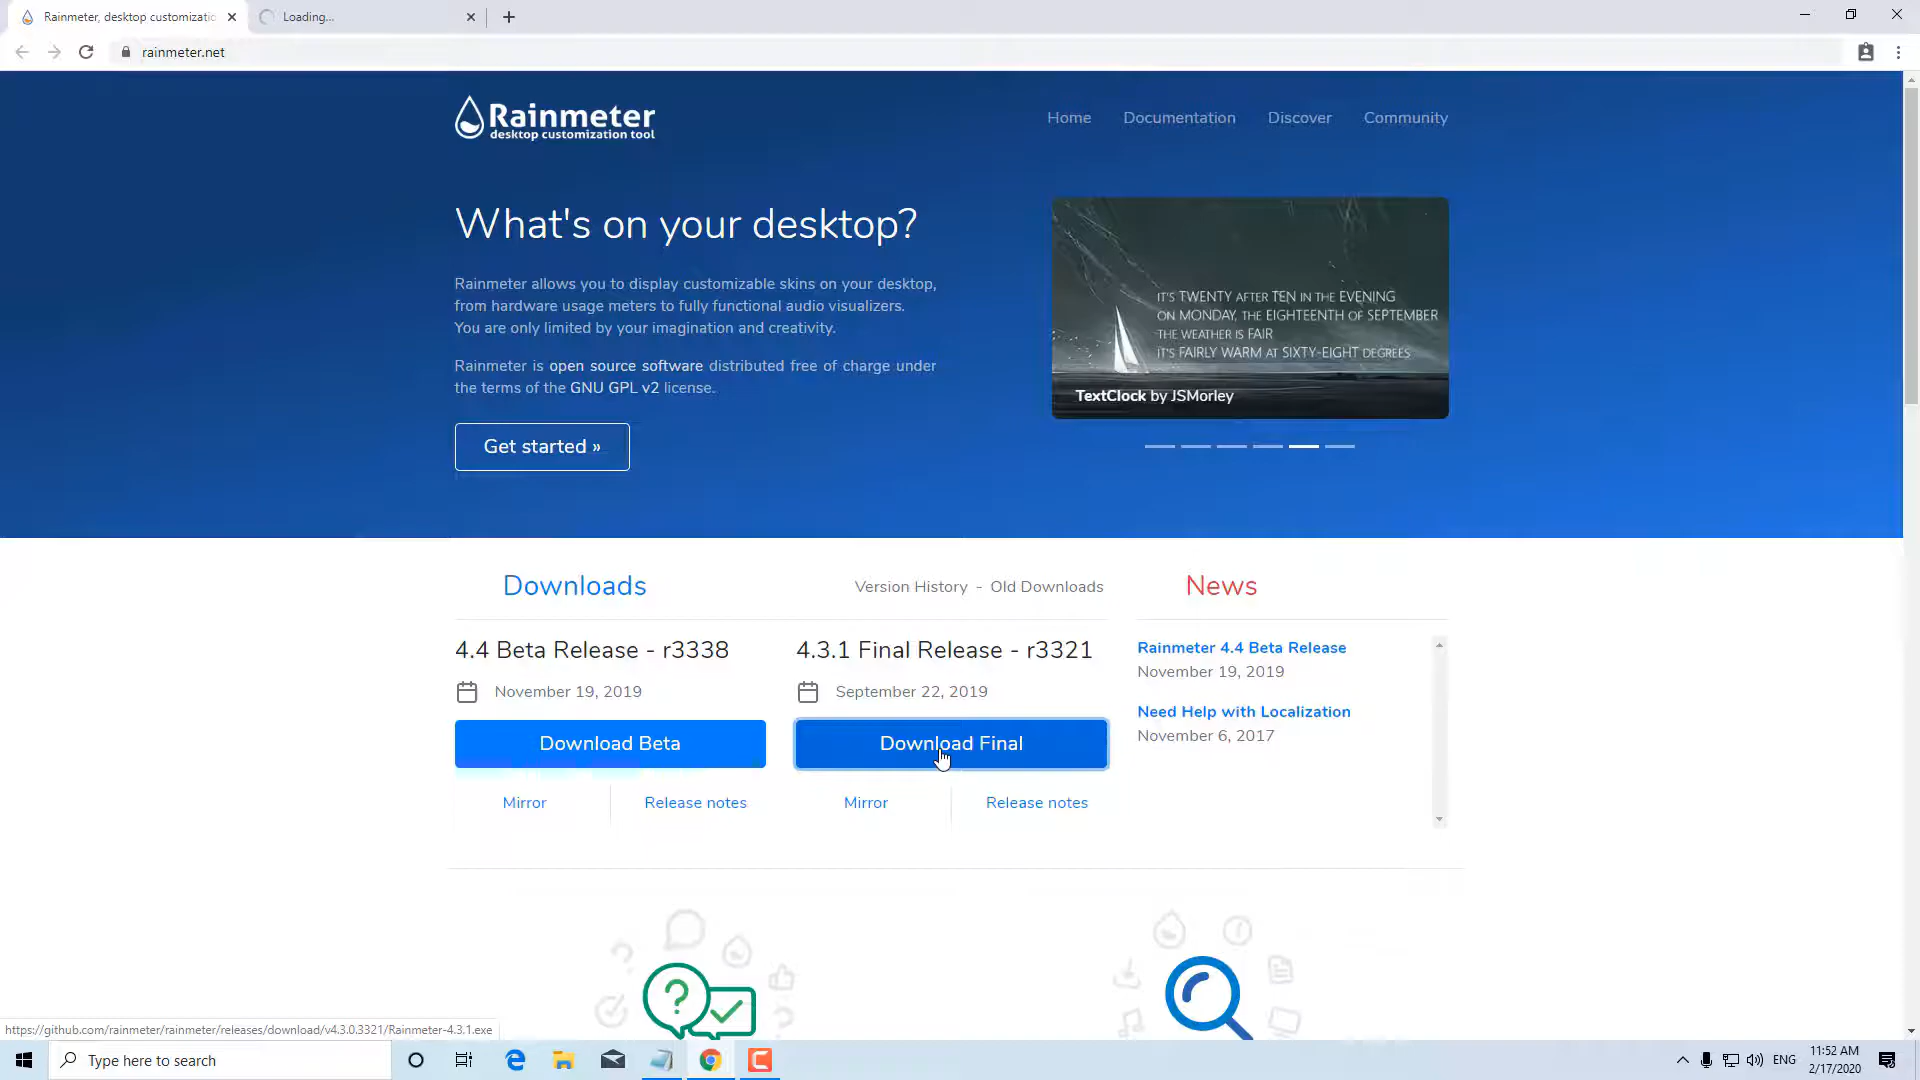 Rainmeter, desktop customizatic
Loading...
rainmeter.net
Rainmeter
desktop customization tool
Home
Documentation
Discover
Community
What's on your desktop?
Rainmeter allows you to display customizable skins on your desktop,
from hardware usage meters to fully functional audio visualizers.
You are only limited by your imagination and creativity.
Rainmeter is open source software distributed free of charge under
the terms of the GNU GPL v2 license.
Get started »
IT'S TWENTY AFTER TEN IN THE EVENING
ON MONDAY, THE EIGHTEENTH OF SEPTEMBER
THE WEATHER IS FAIR
IT'S FAIRLY WARM AT SIXTY-EIGHT DEGREES
TextClock by JSMorley
Downloads
Version History - Old Downloads
4.4 Beta Release - r3338
November 19, 2019
Download Beta
Mirror
Release notes
4.3.1 Final Release - r3321
September 22, 2019
Download Final
Mirror
Release notes
News
Rainmeter 4.4 Beta Release
November 19, 2019
Need Help with Localization
November 6, 2017
https://github.com/rainmeter/rainmeter/releases/download/v4.3.0.3321/Rainmeter-4.3.1.exe
Type here to search
ENG
11:52 AM
2/17/2020